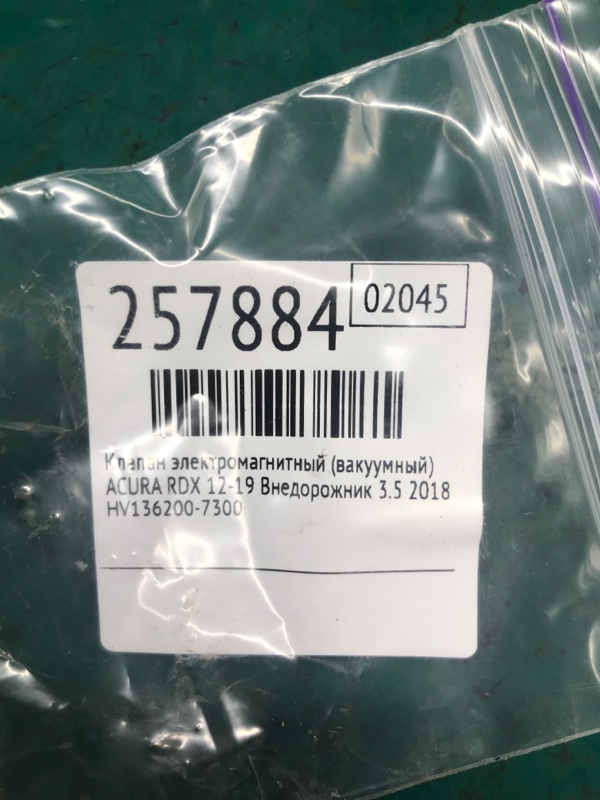 257884
02045
Клапан электромагнитный (вакуумный)
ACURA RDX 12-19 Внедорожник 3.5 2018
HV136200-7300